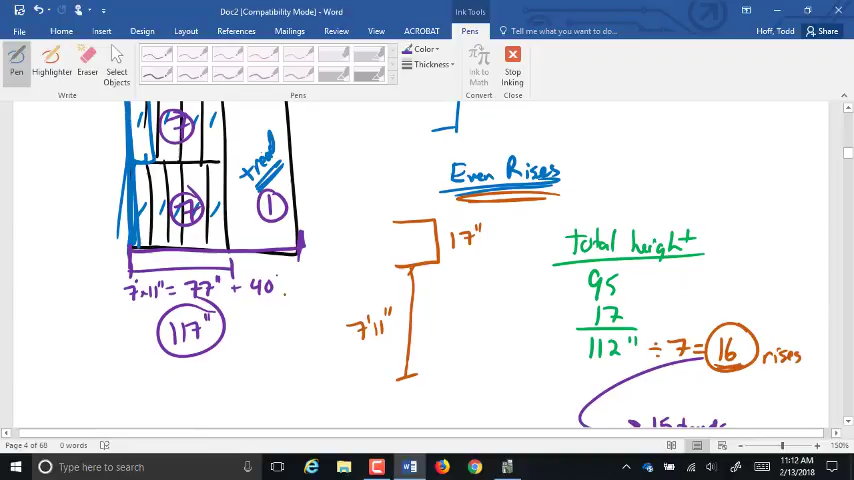 Doc2 [Compatibility Mode] - Word
Ink Tools
Hoff, Todd
File
Home
Insert
Design
Layout
References
Mailings
Review
View
ACROBAT
Pens
Tell me what you want to do...
Share
Pen
Highlighter
Eraser
Select
Objects
Color
Thickness
Ink to
Math
Stop
Inking
Write
Pens
Convert
Close
7
tread
7
1
Even Rises
17"
total height
95
17
112" ÷ 7 = 16 rises
7×11" = 77" + 40
117"
7'11"
Page 4 of 68
0 words
150%
Type here to search
11:12 AM
2/13/2018